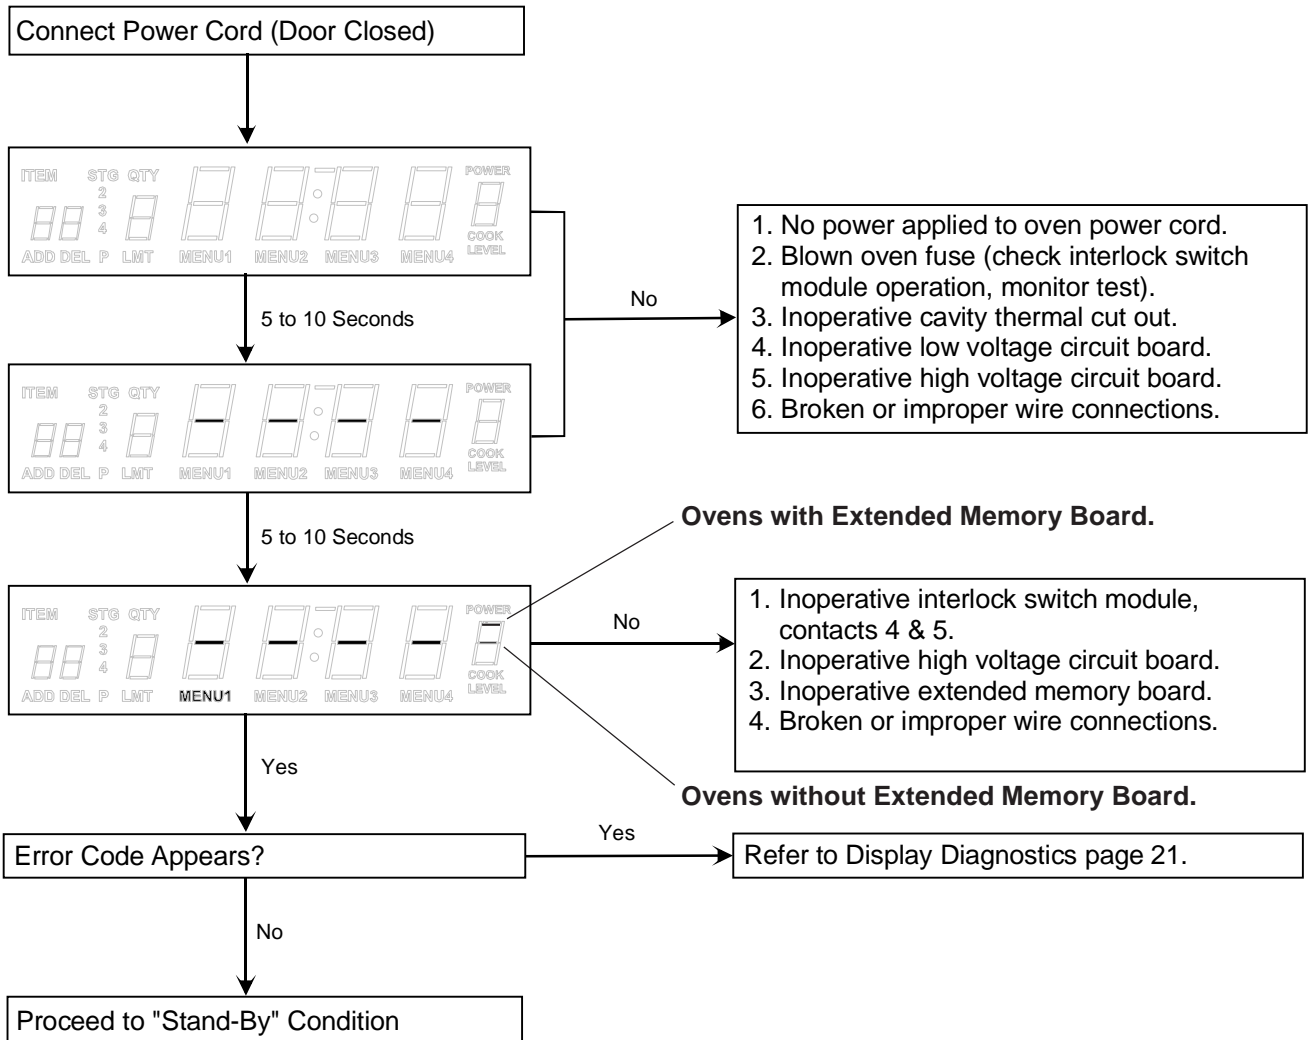 Connect Power Cord (Door Closed)
ITEM STG QTY POWER
2
3
4
COOK
ADD DEL P LMT MENU1 MENU2 MENU3 MENU4 LEVEL
1. No power applied to oven power cord.
2. Blown oven fuse (check interlock switch
module operation, monitor test).
3. Inoperative cavity thermal cut out.
4. Inoperative low voltage circuit board.
5. Inoperative high voltage circuit board.
6. Broken or improper wire connections.
No
5 to 10 Seconds
ITEM STG QTY POWER
2
3
4
COOK
ADD DEL P LMT MENU1 MENU2 MENU3 MENU4 LEVEL
5 to 10 Seconds
Ovens with Extended Memory Board.
ITEM STG QTY POWER
2
3
4
COOK
ADD DEL P LMT MENU1 MENU2 MENU3 MENU4 LEVEL
No
1. Inoperative interlock switch module,
contacts 4 & 5.
2. Inoperative high voltage circuit board.
3. Inoperative extended memory board.
4. Broken or improper wire connections.
Yes
Ovens without Extended Memory Board.
Error Code Appears?
Yes
Refer to Display Diagnostics page 21.
No
Proceed to "Stand-By" Condition